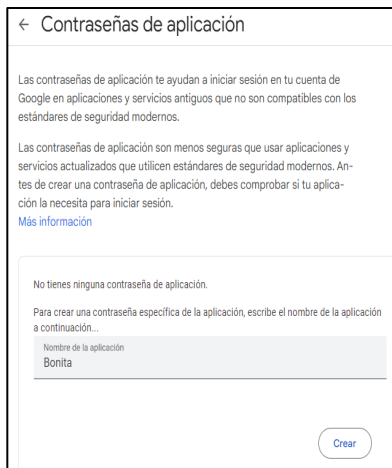 ← Contraseñas de aplicación
Las contraseñas de aplicación te ayudan a iniciar sesión en tu cuenta de
Google en aplicaciones y servicios antiguos que no son compatibles con los
estándares de seguridad modernos.
Las contraseñas de aplicación son menos seguras que usar aplicaciones y
servicios actualizados que utilicen estándares de seguridad modernos. An-
tes de crear una contraseña de aplicación, debes comprobar si tu aplica-
ción la necesita para iniciar sesión.
Más información
No tienes ninguna contraseña de aplicación.
Para crear una contraseña específica de la aplicación, escribe el nombre de la aplicación
a continuación...
Nombre de la aplicación
Bonita
Crear